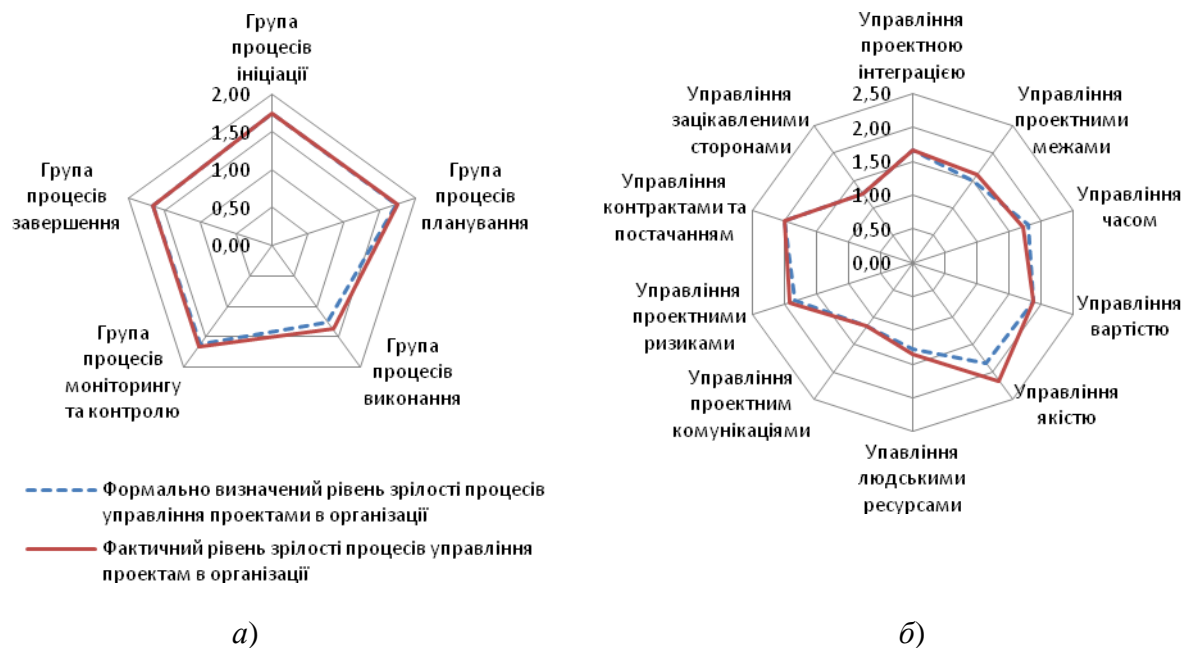 Група
процесів
ініціації
2,00
1,50
1,00
0,50
0,00
Група
процесів
планування
Група
процесів
виконання
Група
процесів
моніторингу
та контролю
Група
процесів
завершення
Формально визначений рівень зрілості процесів
управління проектами в організації
Фактичний рівень зрілості процесів управління
проектам в організації
а)
Управління
проектною
інтеграцією
2,50
2,00
1,50
1,00
0,50
0,00
Управління
проектними
межами
Управління
часом
Управління
вартістю
Управління
якістю
Упавління
людськими
ресурсами
Управління
проектним
комунікаціями
Управління
проектними
ризиками
Управління
контрактами та
постачанням
Управління
зацікавленими
сторонами
б)